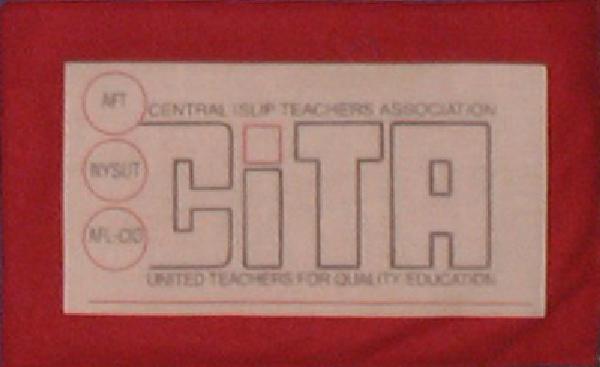 AFT
CENTRAL ISLIP TEACHERS ASSOCIATION
NYSUT
CiTA
AFL-CIO
UNITED TEACHERS FOR QUALITY EDUCATION